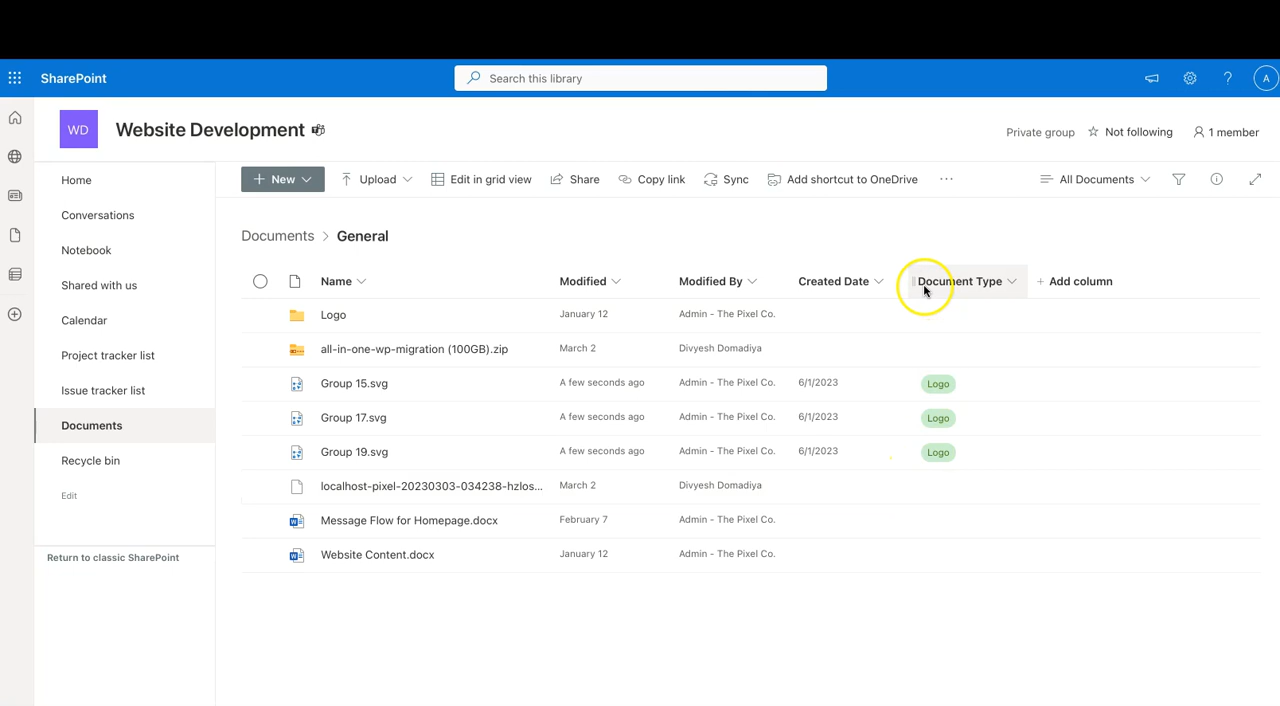 SharePoint
Search this library
A
WD
Website Development
Private group
Not following
1 member
Home
Conversations
Notebook
Shared with us
Calendar
Project tracker list
Issue tracker list
Documents
Recycle bin
Edit
Return to classic SharePoint
+ New
Upload
Edit in grid view
Share
Copy link
Sync
Add shortcut to OneDrive
...
All Documents
Documents > General
Name Modified Modified By Created Date Document Type + Add column
Logo January 12 Admin - The Pixel Co.
all-in-one-wp-migration (100GB).zip March 2 Divyesh Domadiya
Group 15.svg A few seconds ago Admin - The Pixel Co. 6/1/2023 Logo
Group 17.svg A few seconds ago Admin - The Pixel Co. 6/1/2023 Logo
Group 19.svg A few seconds ago Admin - The Pixel Co. 6/1/2023 Logo
localhost-pixel-20230303-034238-hzlos... March 2 Divyesh Domadiya
Message Flow for Homepage.docx February 7 Admin - The Pixel Co.
Website Content.docx January 12 Admin - The Pixel Co.